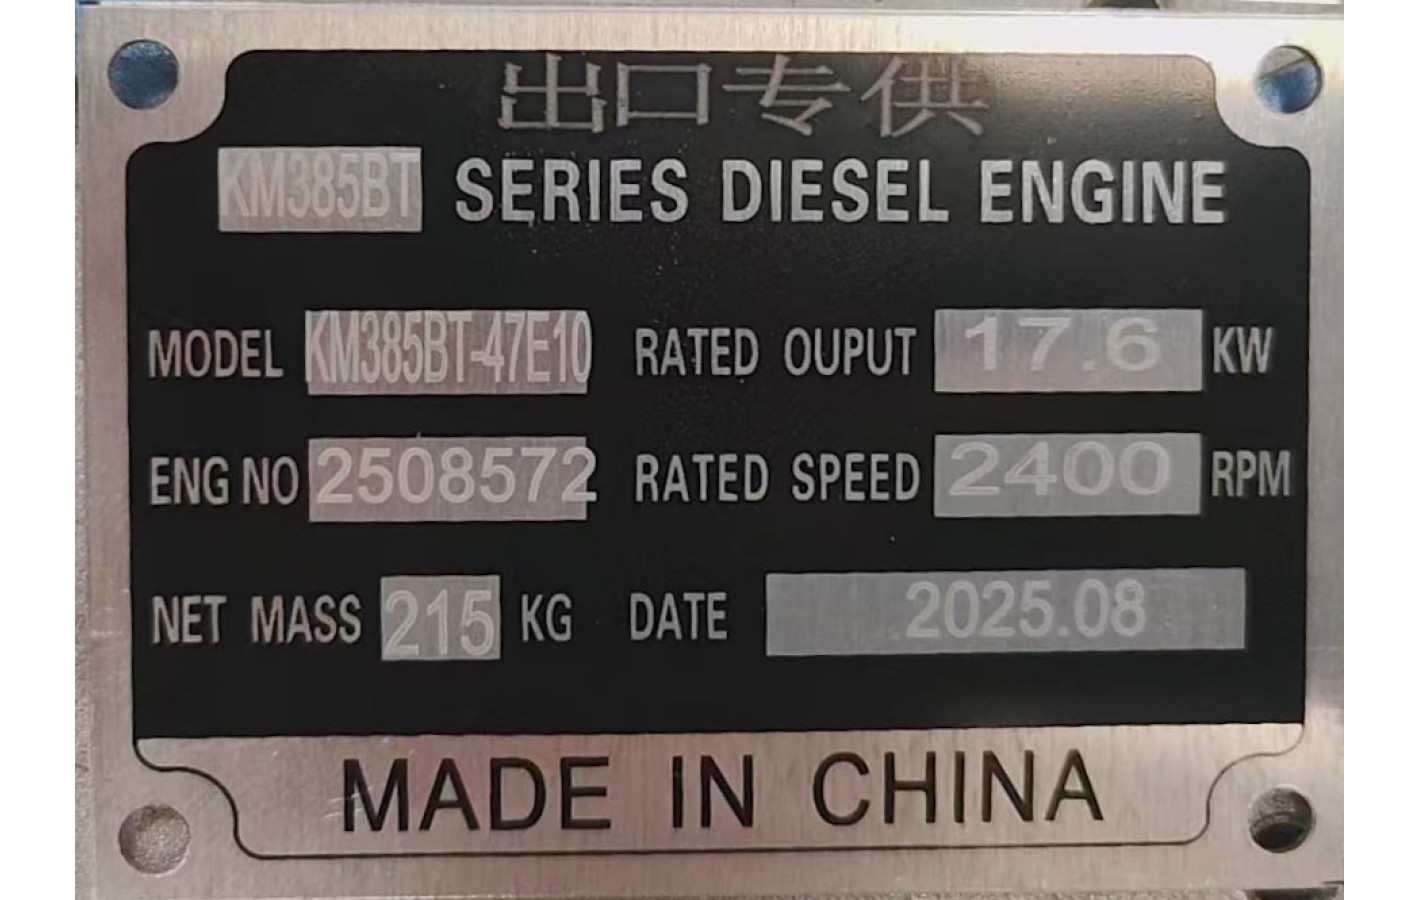 出口专供
KM385BT SERIES DIESEL ENGINE
MODEL KM385BT-47E10 RATED OUPUT 17.6 KW
ENG NO 2508572 RATED SPEED 2400 RPM
NET MASS 215 KG DATE 2025.08
MADE IN CHINA